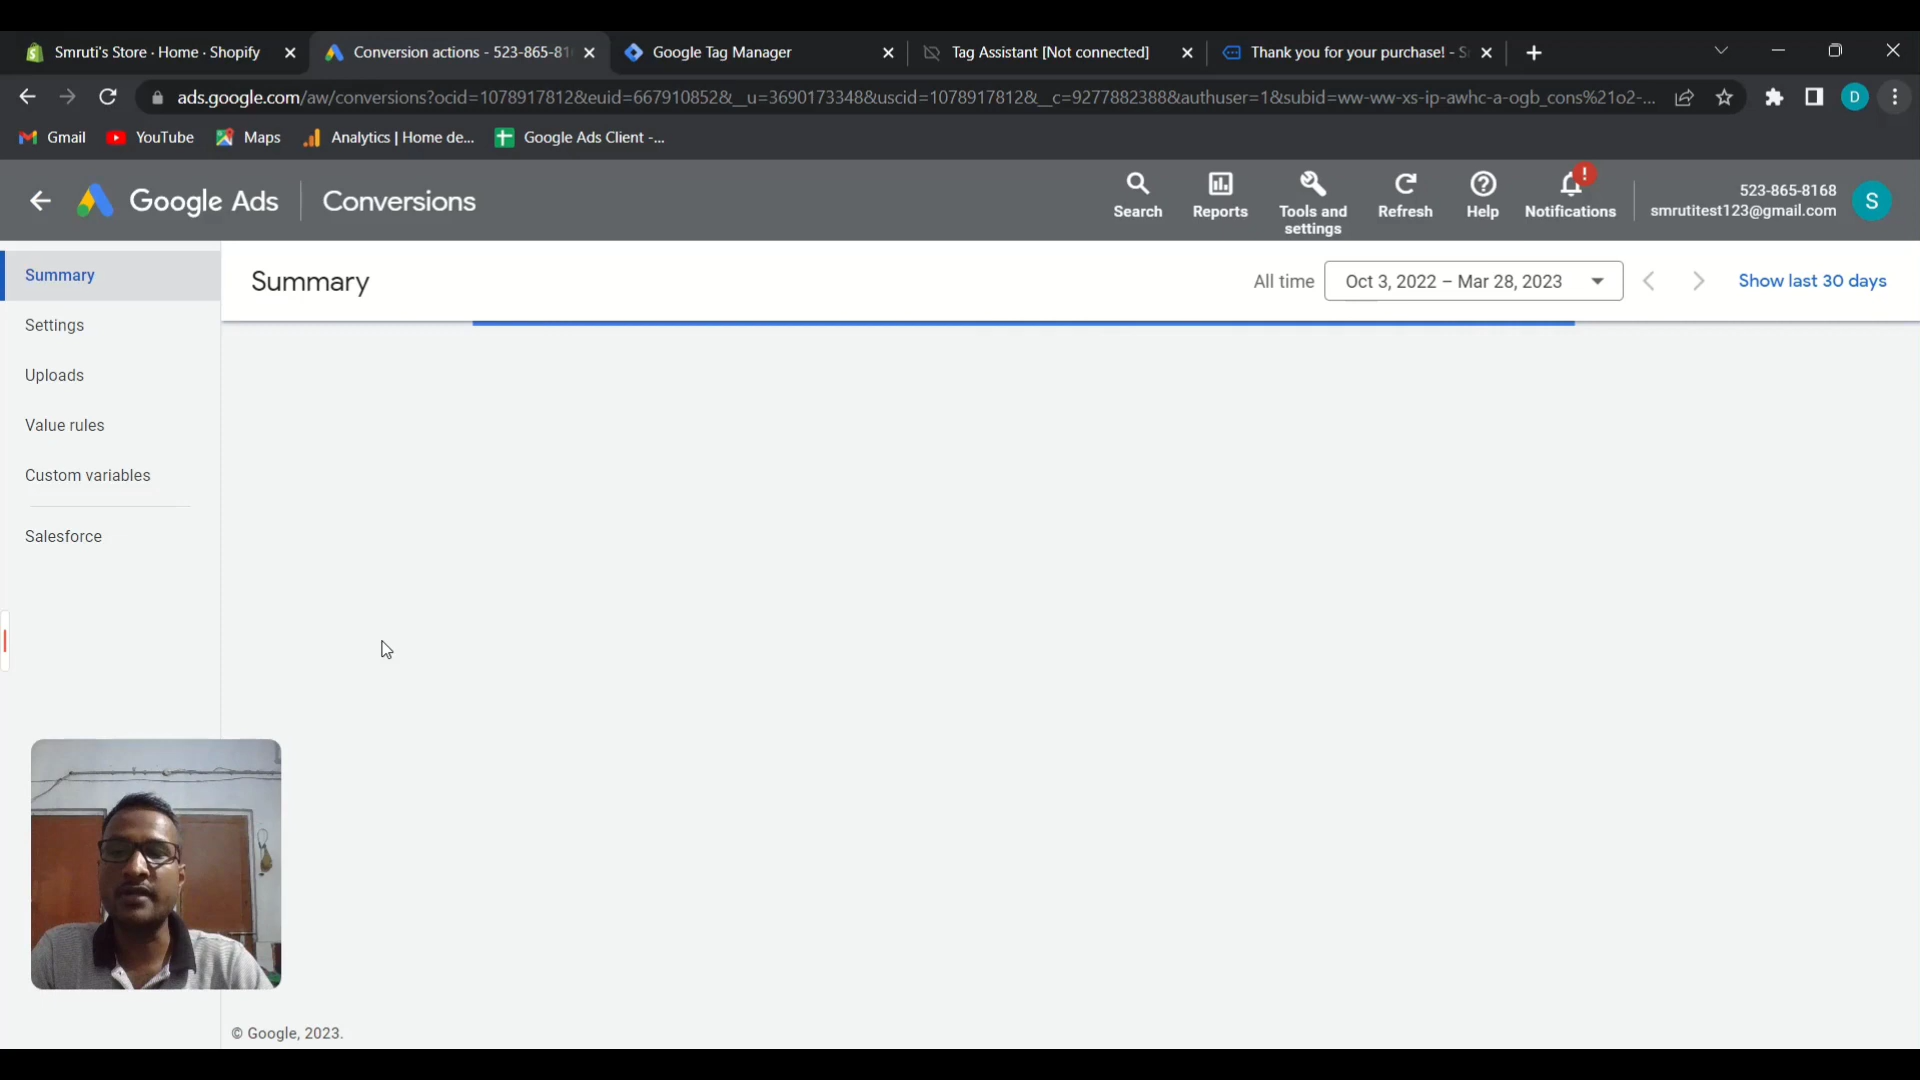 Smruti's Store · Home · Shopify
Conversion actions - 523-865-81
Google Tag Manager
Tag Assistant [Not connected]
Thank you for your purchase! - S
ads.google.com/aw/conversions?ocid=1078917812&euid=667910852&__u=3690173348&uscid=1078917812&__c=9277882388&authuser=1&subid=ww-ww-xs-ip-awhc-a-ogb_cons%21o2-...
D
Gmail
YouTube
Maps
Analytics | Home de...
Google Ads Client -...
Google Ads
Conversions
Search
Reports
Tools and
settings
Refresh
Help
!
Notifications
523-865-8168
smrutitest123@gmail.com
S
Summary
Settings
Uploads
Value rules
Custom variables
Salesforce
Summary
All time
Oct 3, 2022 – Mar 28, 2023
Show last 30 days
© Google, 2023.